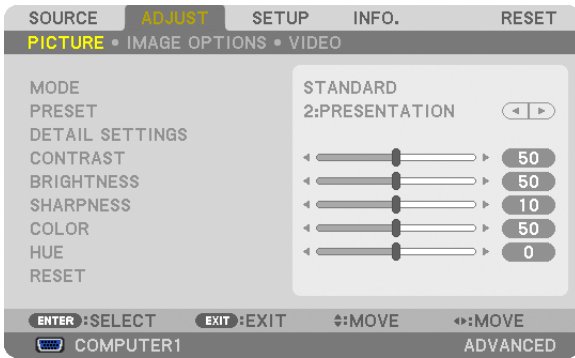 SOURCE ADJUST SETUP INFO. RESET
PICTURE • IMAGE OPTIONS • VIDEO
MODE STANDARD
PRESET 2:PRESENTATION
DETAIL SETTINGS
CONTRAST 50
BRIGHTNESS 50
SHARPNESS 10
COLOR 50
HUE 0
RESET
ENTER :SELECT EXIT :EXIT :MOVE :MOVE
COMPUTER1 ADVANCED